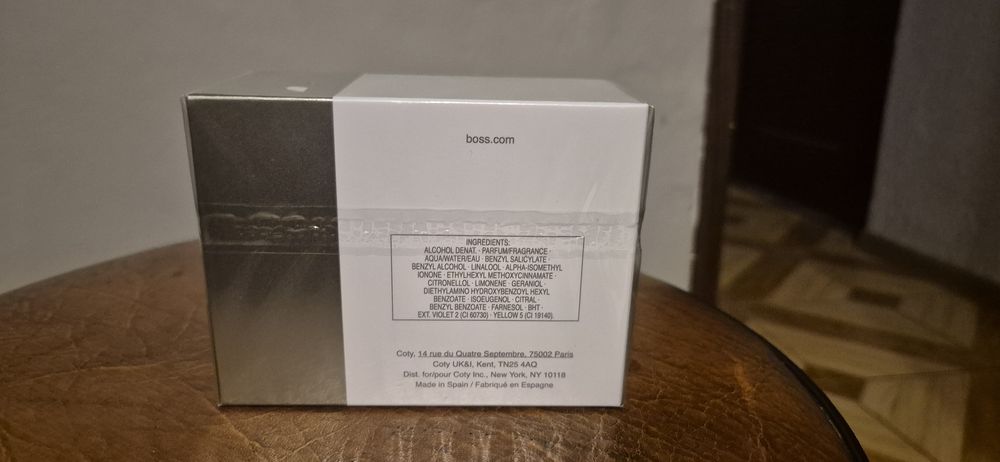 boss.com
INGREDIENTS:
ALCOHOL DENAT. · PARFUM/FRAGRANCE ·
AQUA/WATER/EAU · BENZYL SALICYLATE ·
BENZYL ALCOHOL · LINALOOL · ALPHA-ISOMETHYL
IONONE · ETHYLHEXYL METHOXYCINNAMATE ·
CITRONELLOL · LIMONENE · GERANIOL ·
DIETHYLAMINO HYDROXYBENZOYL HEXYL
BENZOATE · ISOEUGENOL · CITRAL ·
BENZYL BENZOATE · FARNESOL · BHT ·
EXT. VIOLET 2 (CI 60730) · YELLOW 5 (CI 19140).
Coty, 14 rue du Quatre Septembre, 75002 Paris
Coty UK&I, Kent, TN25 4AQ
Dist. for/pour Coty Inc., New York, NY 10118
Made in Spain / Fabriqué en Espagne